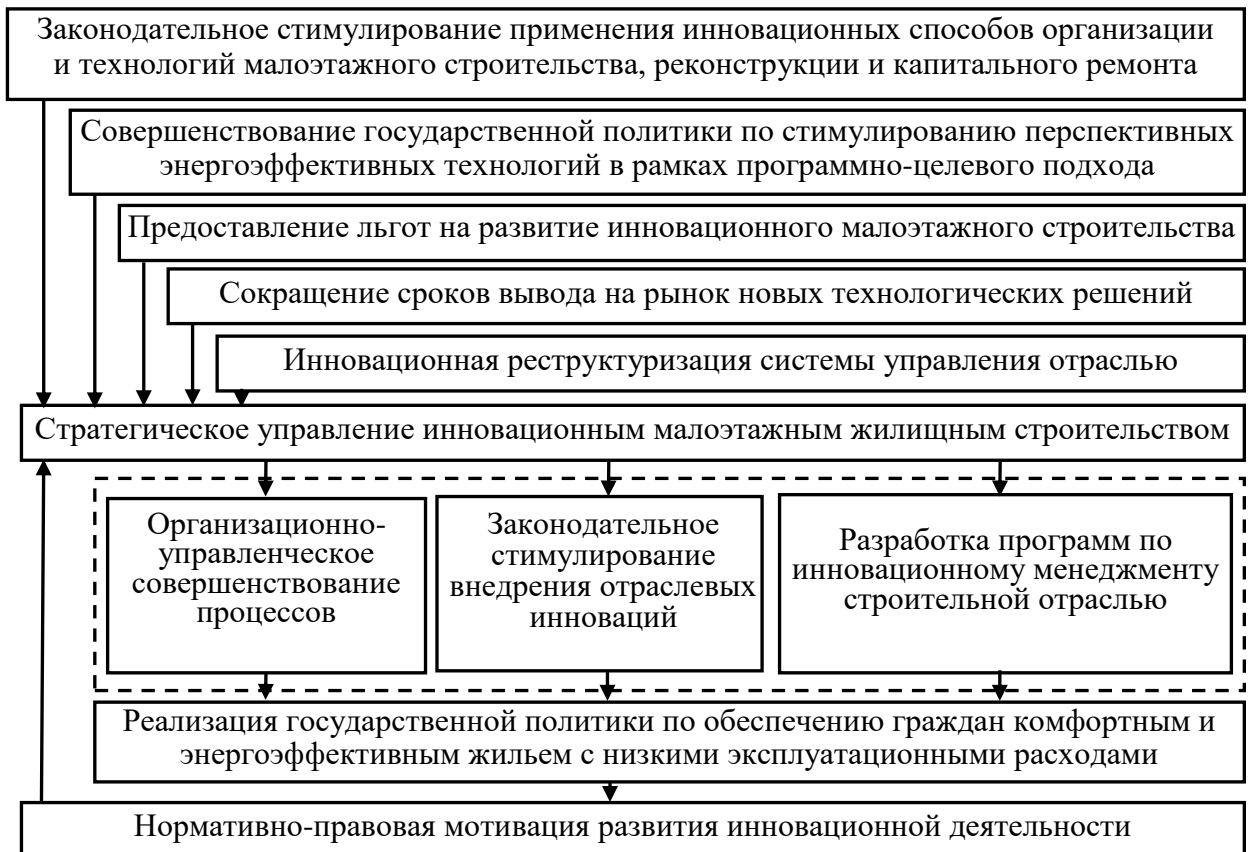 Законодательное стимулирование применения инновационных способов организации
и технологий малоэтажного строительства, реконструкции и капитального ремонта
Совершенствование государственной политики по стимулированию перспективных
энергоэффективных технологий в рамках программно-целевого подхода
Предоставление льгот на развитие инновационного малоэтажного строительства
Сокращение сроков вывода на рынок новых технологических решений
Инновационная реструктуризация системы управления отраслью
Стратегическое управление инновационным малоэтажным жилищным строительством
Организационно-
управленческое
совершенствование
процессов
Законодательное
стимулирование
внедрения отраслевых
инноваций
Разработка программ по
инновационному менеджменту
строительной отраслью
Реализация государственной политики по обеспечению граждан комфортным и
энергоэффективным жильем с низкими эксплуатационными расходами
Нормативно-правовая мотивация развития инновационной деятельности